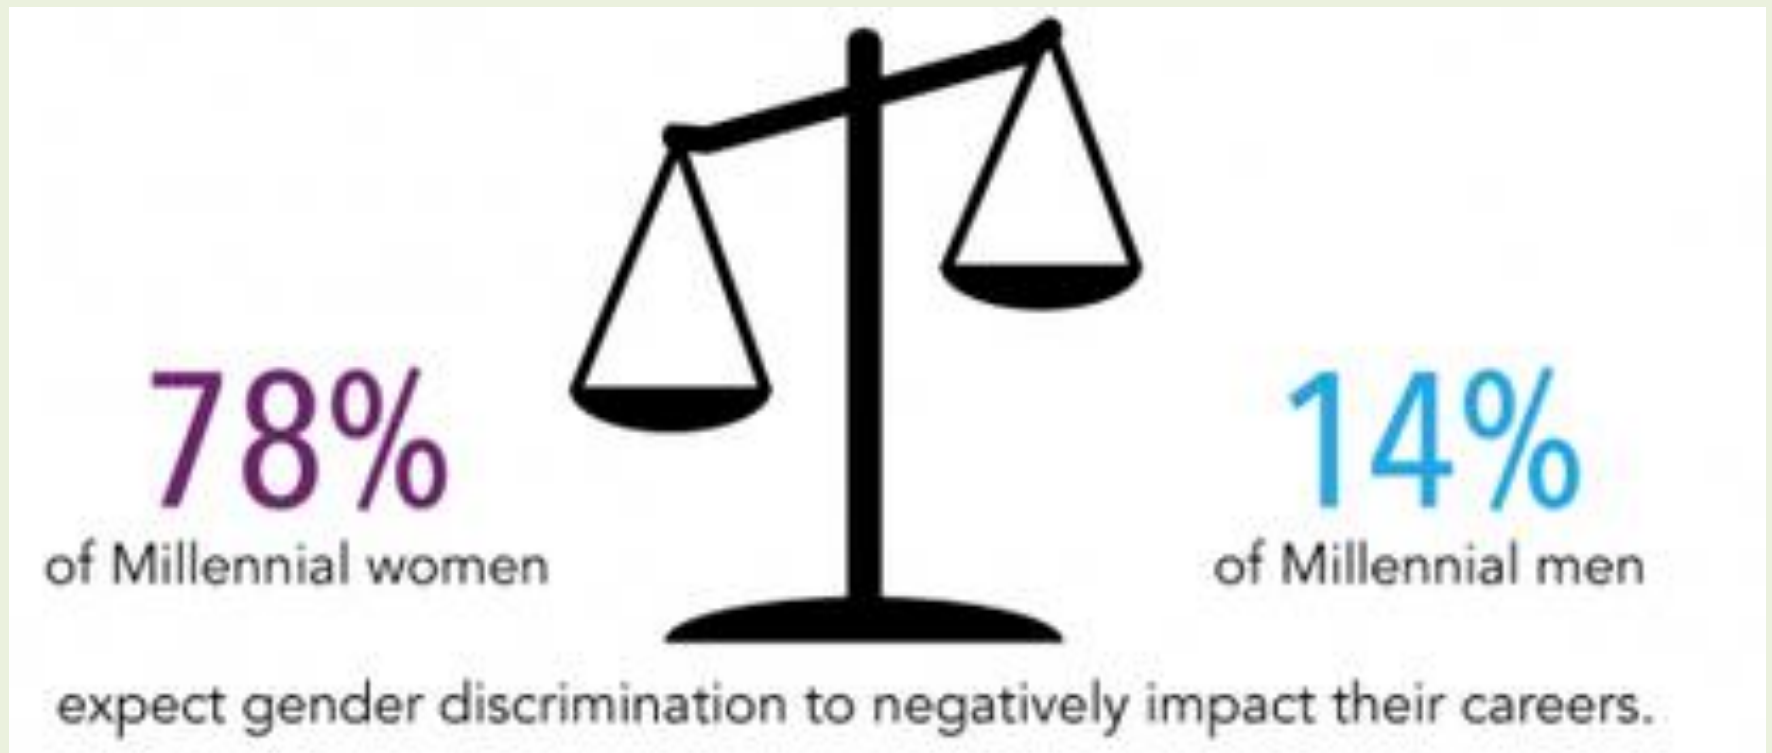 78%
of Millennial women
14%
of Millennial men
expect gender discrimination to negatively impact their careers.